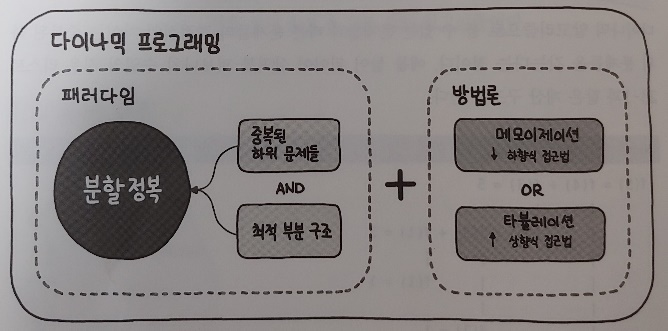 다이나믹 프로그래밍
패러다임
분할 정복
중복된
하위 문제들
AND
최적 부분 구조
+
방법론
메모이제이션
↓ 하향식 접근법
OR
타뷸레이션
↑ 상향식 접근법